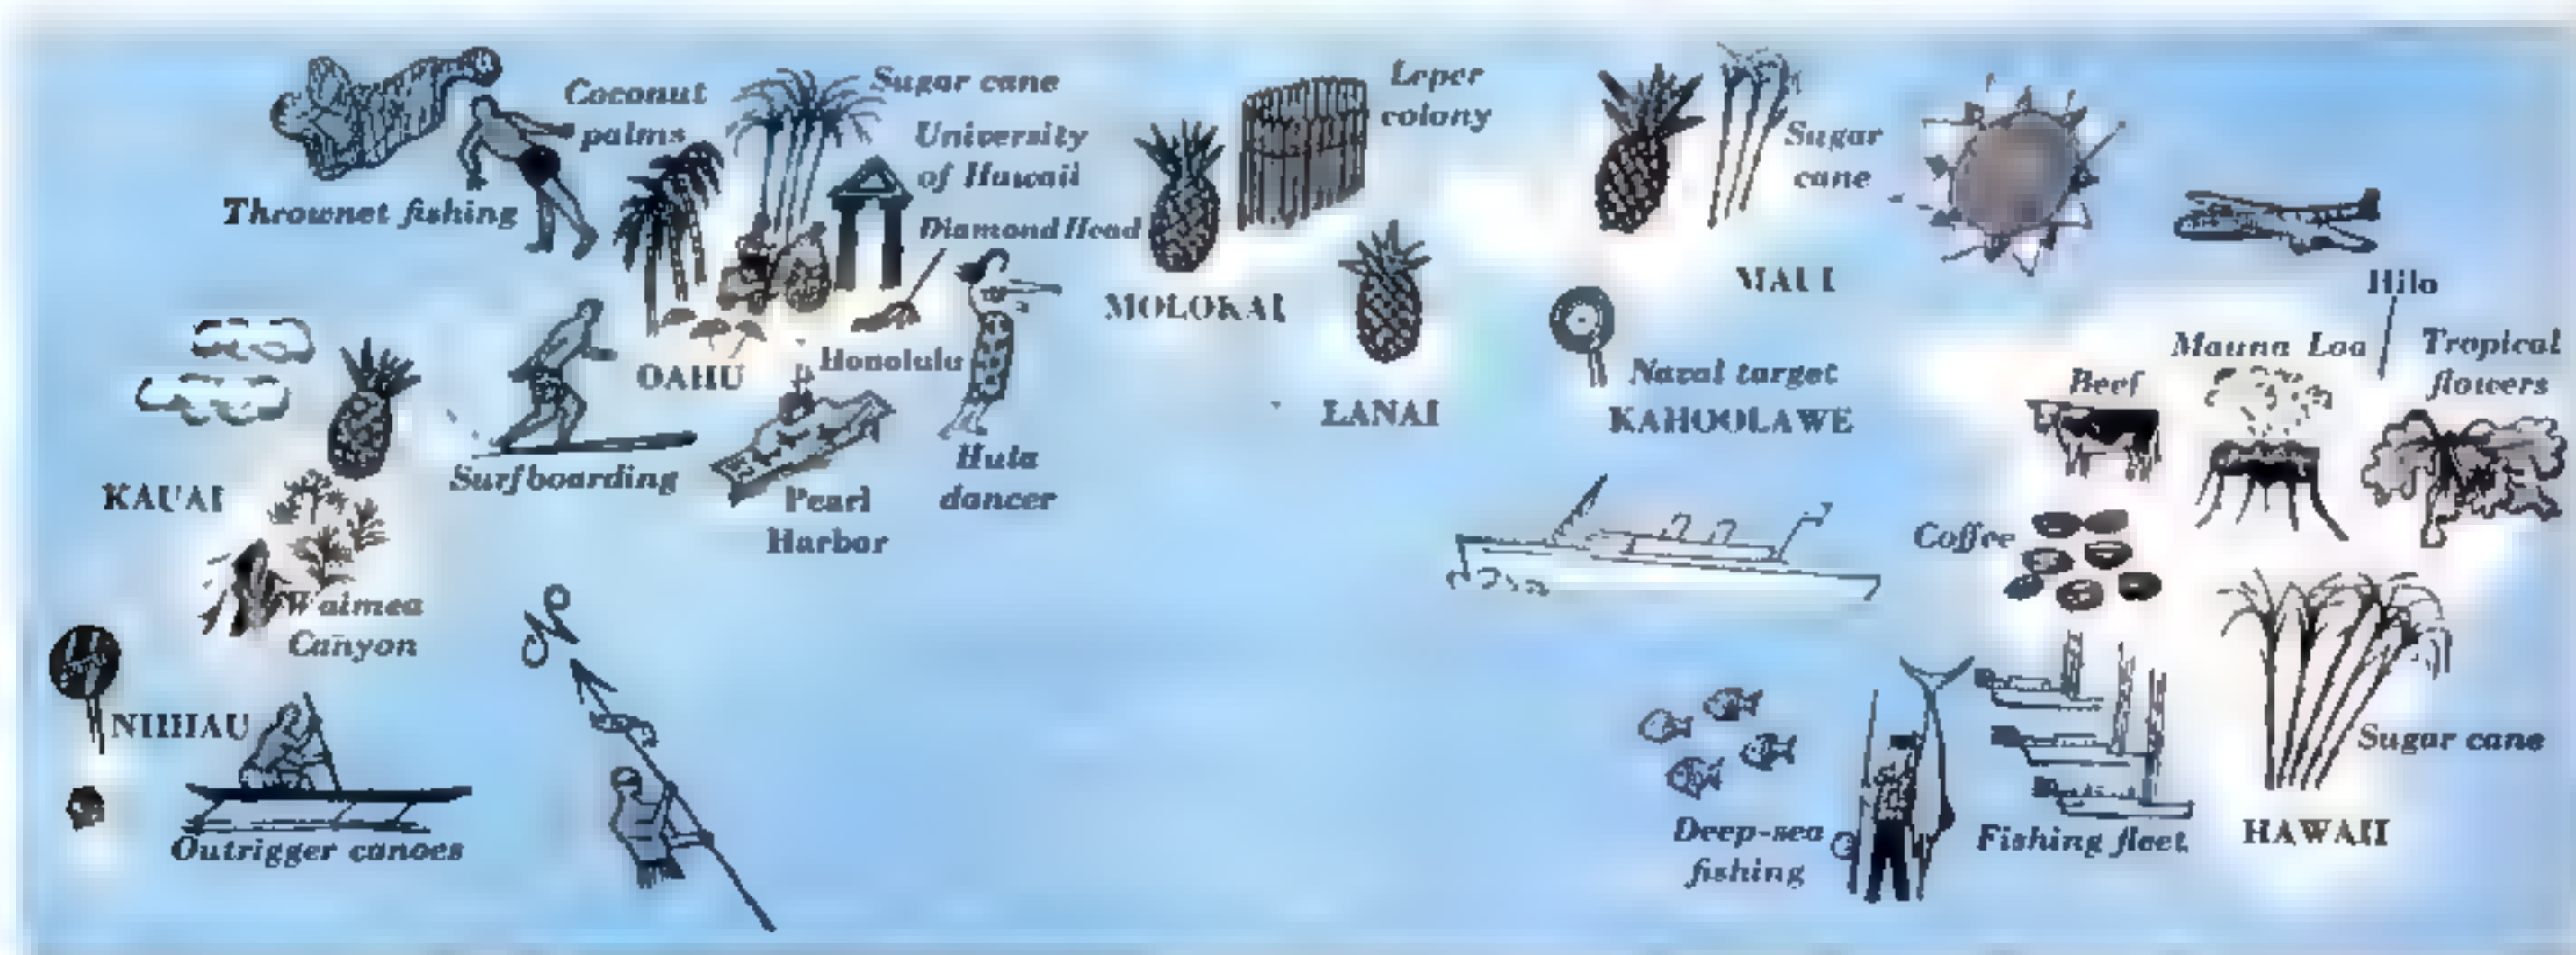 Coconut
palms
Sugar cane
University
of Hawaii
Diamond Head
Thrownet fishing
Leper
colony
Sugar
cane
MOLOKAI
MAUI
Hilo
OAHU
Honolulu
LANAI
Naval target
KAHOOLAWE
Beef
Mauna Loa
Tropical
flowers
KAUAI
Surfboarding
Pearl
Harbor
Hula
dancer
Coffee
Waimea
Canyon
N
NIIHAU
Outrigger canoes
Deep-sea
fishing
Fishing fleet
Sugar cane
HAWAII